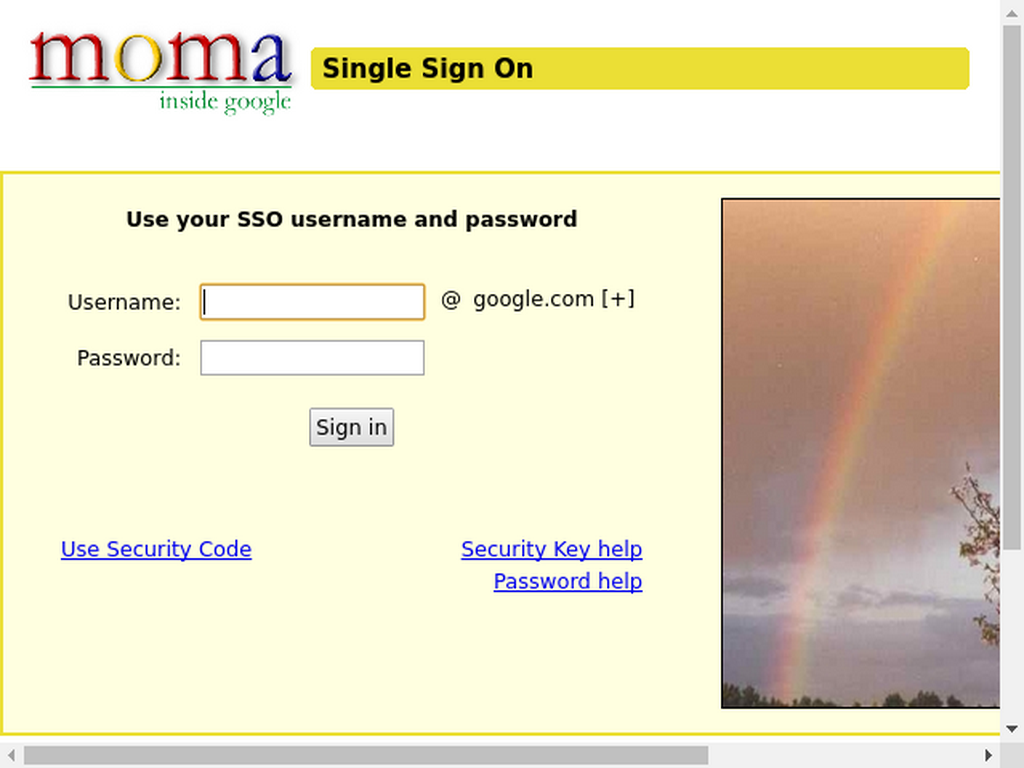 moma
inside google
Single Sign On
Use your SSO username and password
Username:
@ google.com [+]
Password:
Sign in
Use Security Code
Security Key help
Password help